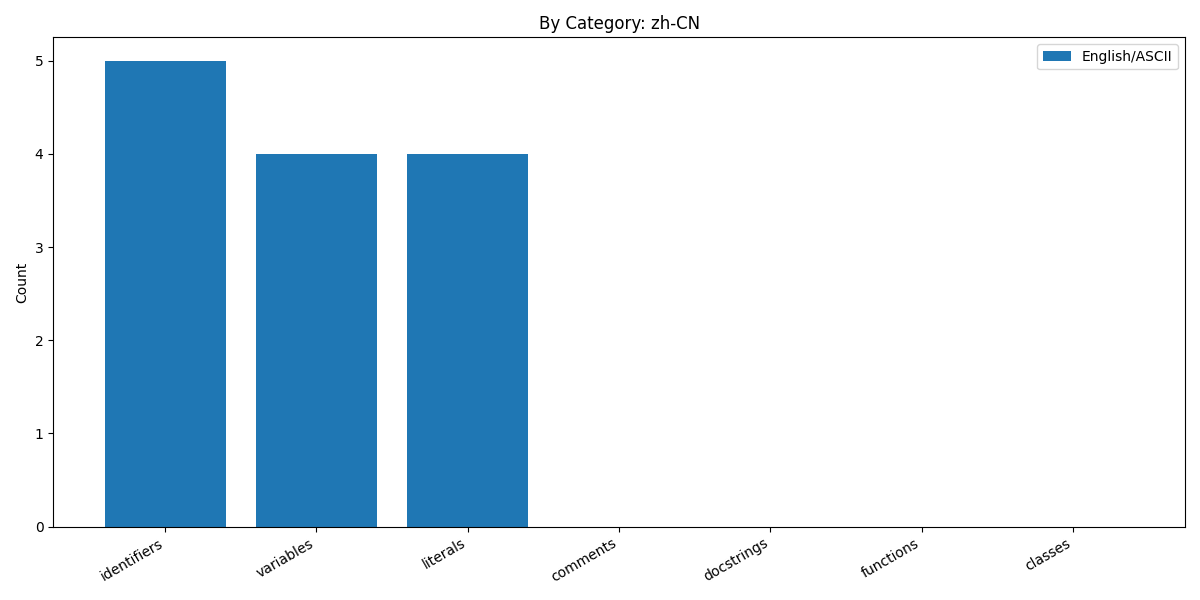 By Category: zh-CN
English/ASCII
Count
5
4
3
2
1
0
identifiers
variables
literals
comments
docstrings
functions
classes